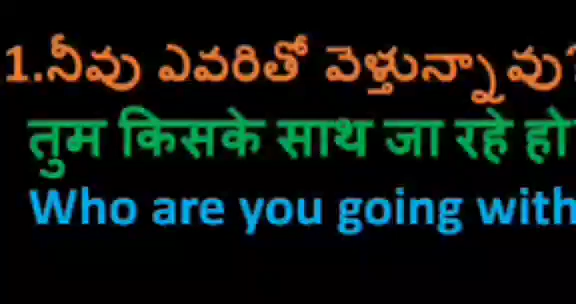 1.నీవు ఎవరితో వెళ్తున్నావు?
तुम किसके साथ जा रहे हो
Who are you going with